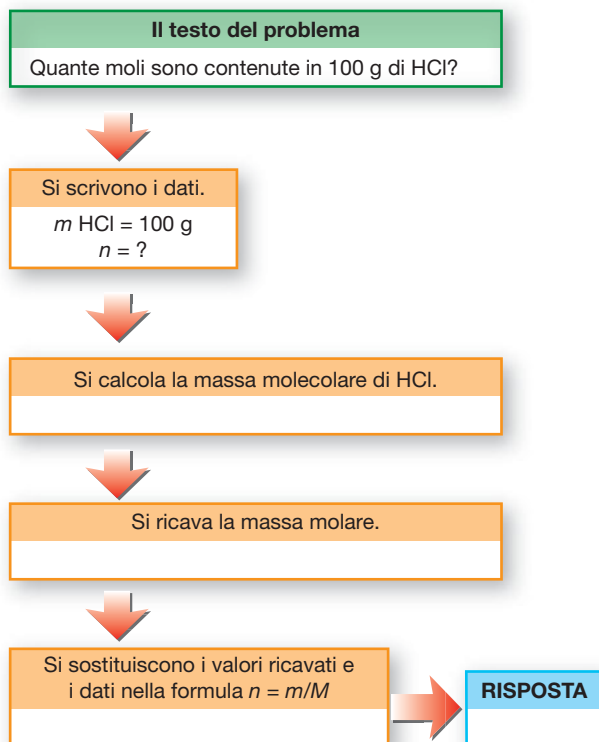 Il testo del problema
Quante moli sono contenute in 100 g di HCl?
Si scrivono i dati.
m HCl = 100 g
n = ?
Si calcola la massa molecolare di HCl.
Si ricava la massa molare.
Si sostituiscono i valori ricavati e
i dati nella formula n = m/M
RISPOSTA